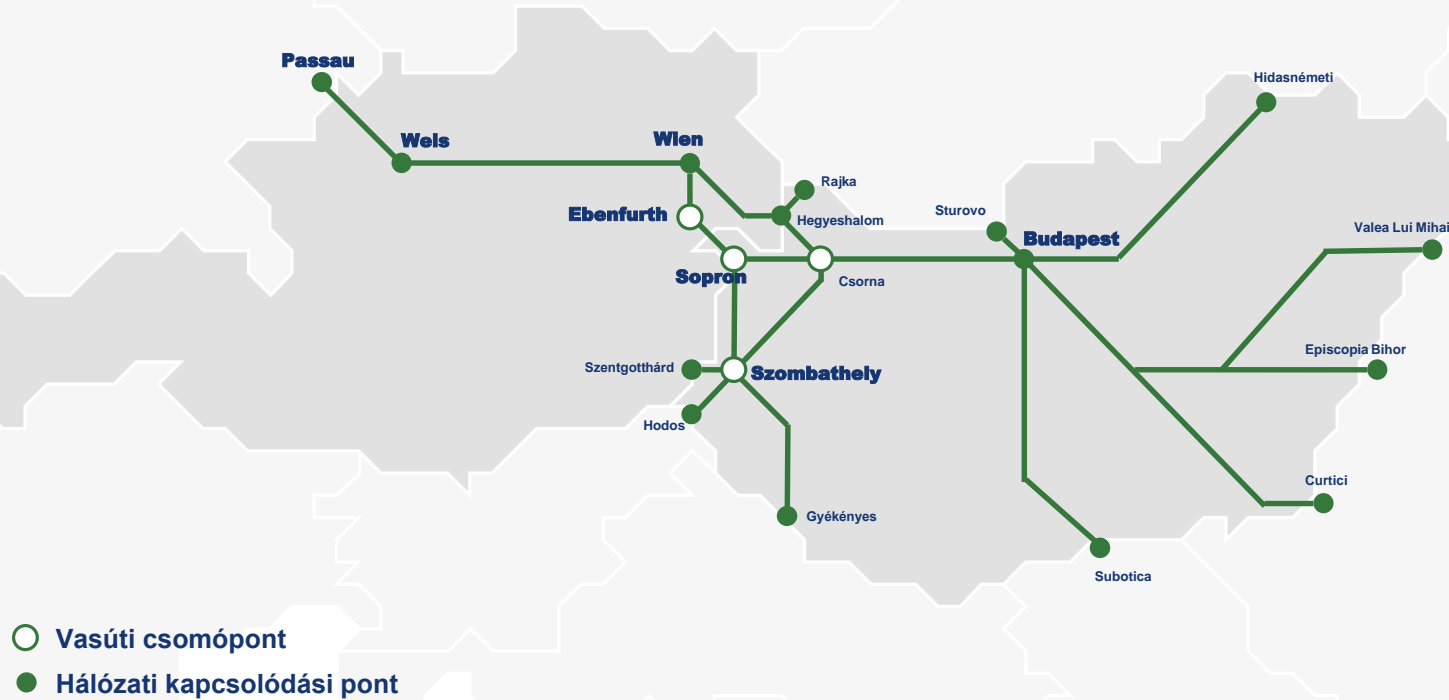 Passau
Hidasnémeti
Wels
Wien
Rajka
Sturovo
Ebenfurth
Hegyeshalom
Valea Lui Mihai
Budapest
Sopron
Csorna
Episcopia Bihor
Szentgotthárd
Szombathely
Hodos
Curtici
Gyékényes
Subotica
Vasúti csomópont
Hálózati kapcsolódási pont